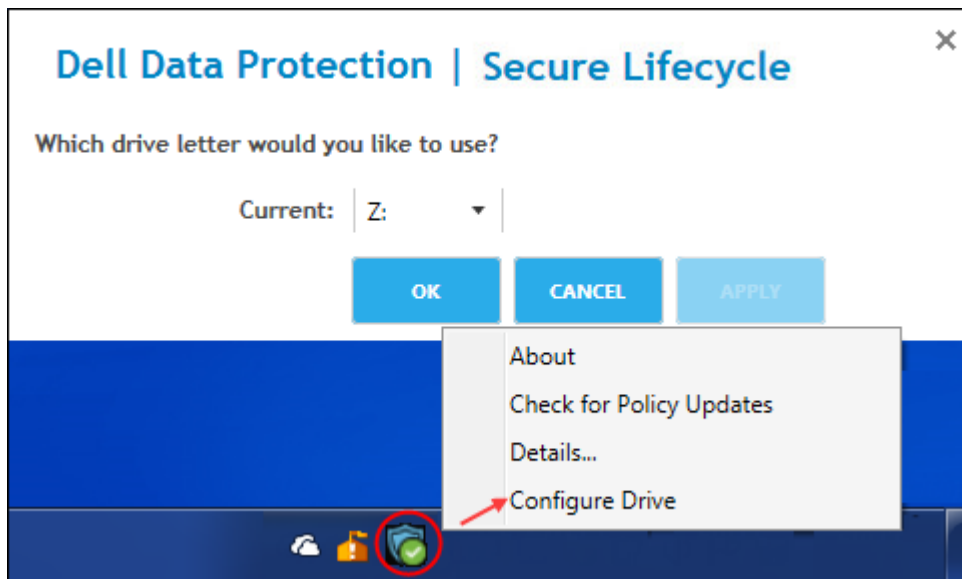 Dell Data Protection | Secure Lifecycle
Which drive letter would you like to use?
Current: Z:
OK CANCEL APPLY
About
Check for Policy Updates
Details...
Configure Drive